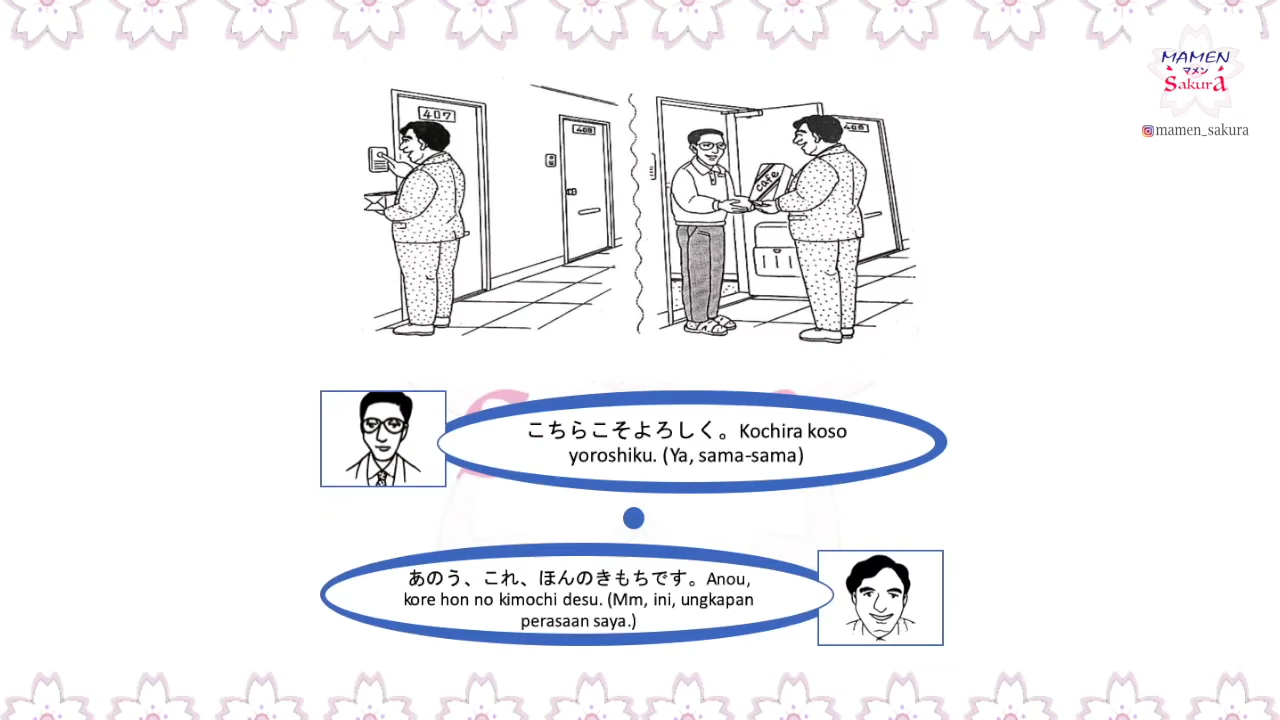 MAMEN
マメン
Sakura
mamen_sakura
407
408
408
cafe
こちらこそよろしく。Kochira koso
yoroshiku. (Ya, sama-sama)
あのう、これ、ほんのきもちです。Anou,
kore hon no kimochi desu. (Mm, ini, ungkapan
perasaan saya.)